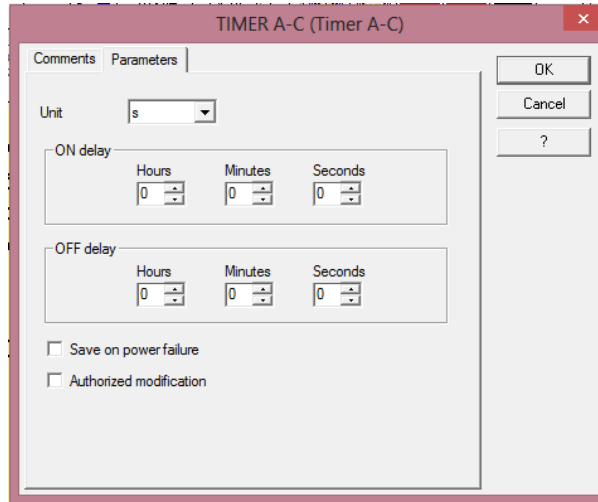 TIMER A-C (Timer A-C)
Comments Parameters
OK
Cancel
?
Unit s
ON delay
Hours Minutes Seconds
0 0 0
OFF delay
Hours Minutes Seconds
0 0 0
Save on power failure
Authorized modification